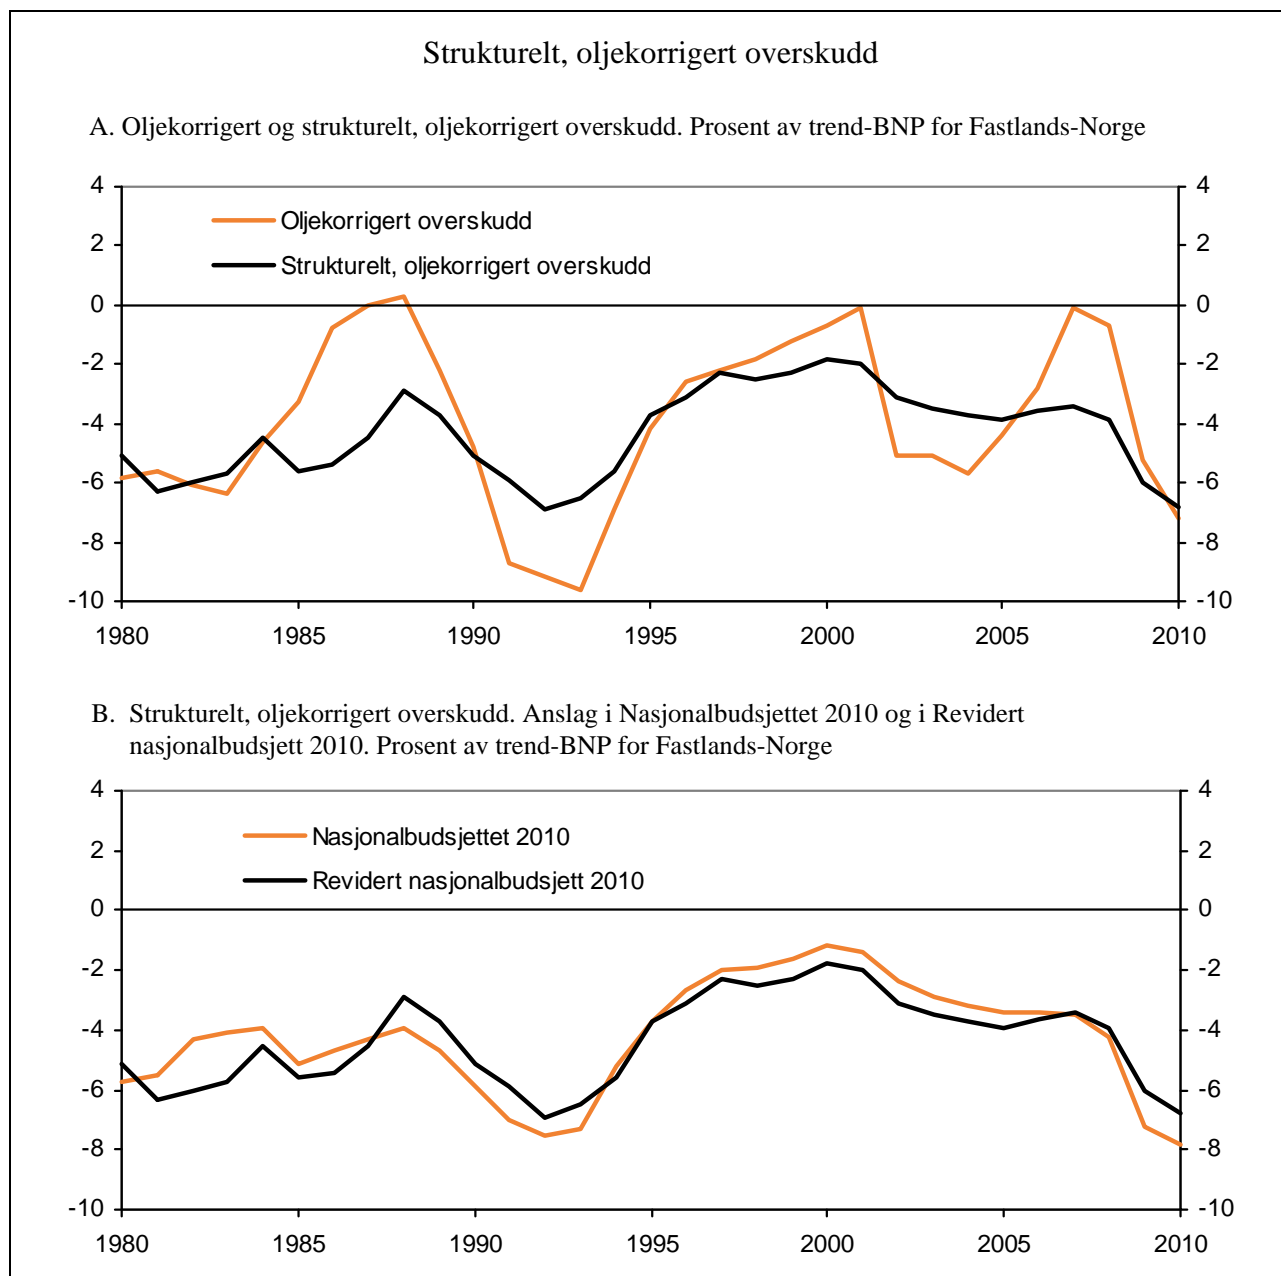 Strukturelt, oljekorrigert overskudd
A. Oljekorrigert og strukturelt, oljekorrigert overskudd. Prosent av trend-BNP for Fastlands-Norge
4 4
Oljekorrigert overskudd
2 2
Strukturelt, oljekorrigert overskudd
0 0
-2 -2
-4 -4
-6 -6
-8 -8
-10 -10
1980 1985 1990 1995 2000 2005 2010
B. Strukturelt, oljekorrigert overskudd. Anslag i Nasjonalbudsjettet 2010 og i Revidert
nasjonalbudsjett 2010. Prosent av trend-BNP for Fastlands-Norge
4 4
Nasjonalbudsjettet 2010
2 2
Revidert nasjonalbudsjett 2010
0 0
-2 -2
-4 -4
-6 -6
-8 -8
-10 -10
1980 1985 1990 1995 2000 2005 2010